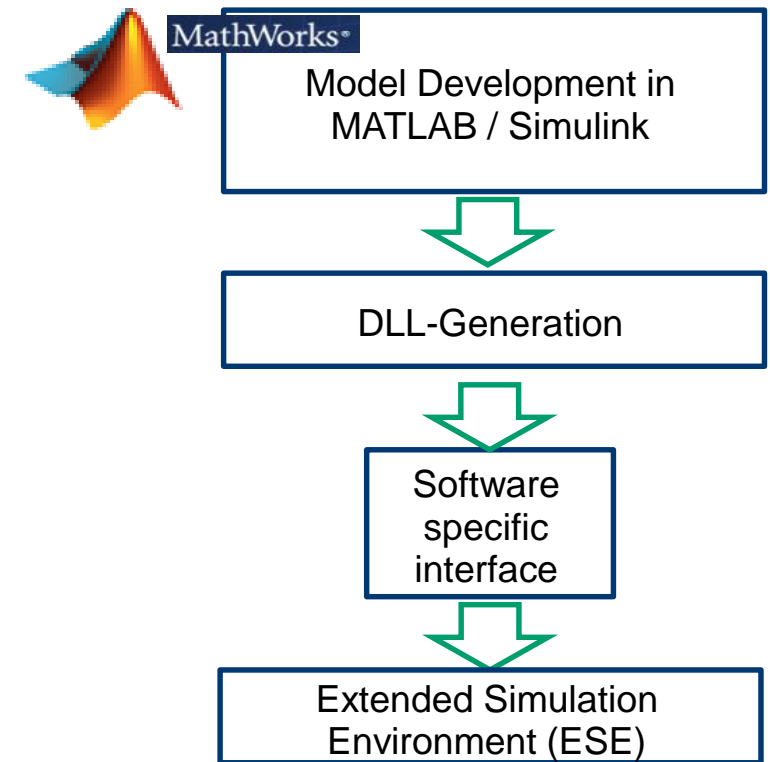 MathWorks®
Model Development in
MATLAB / Simulink
DLL-Generation
Software
specific
interface
Extended Simulation
Environment (ESE)